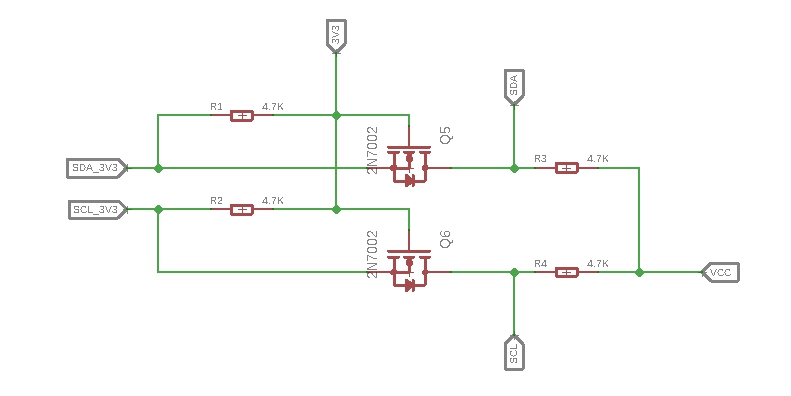 3V3
SDA
R1 4.7K
2N7002
Q5
SDA_3V3
R3 4.7K
SCL_3V3
R2 4.7K
2N7002
Q6
R4 4.7K
VCC
SCL